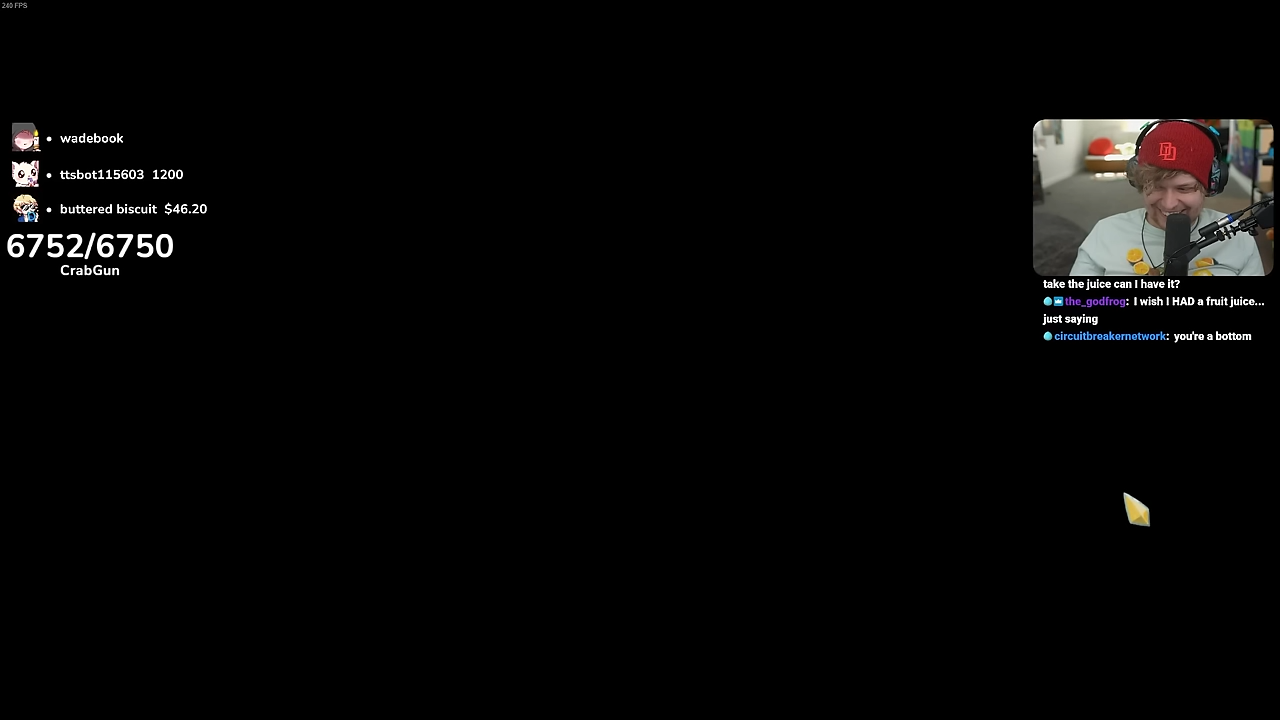 240 FPS
wadebook
ttsbot115603 1200
buttered biscuit $46.20
6752/6750
CrabGun
take the juice can I have it?
the_godfrog: I wish I HAD a fruit juice...
just saying
circuitbreakernetwork: you're a bottom